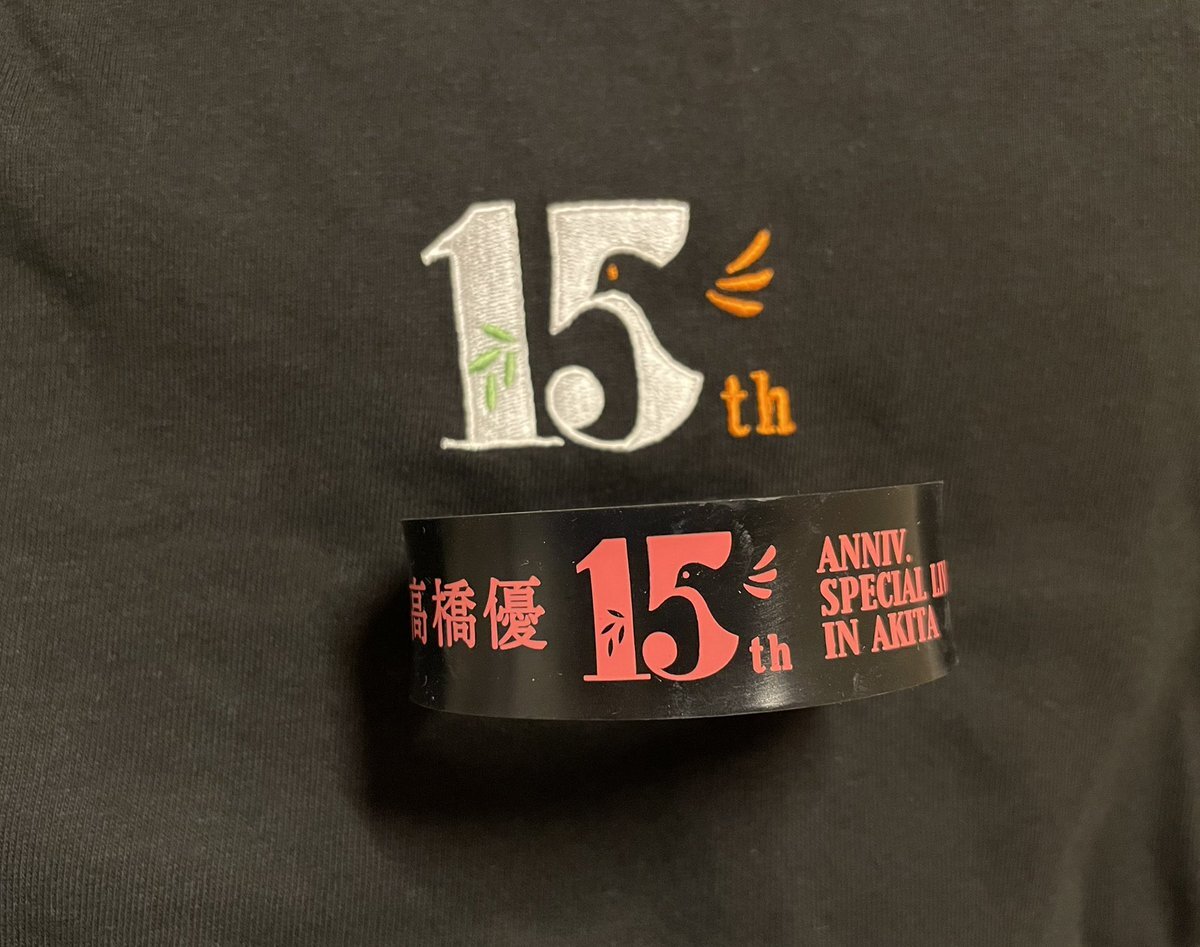 15th
高橋優
15th
ANNIV.
SPECIAL
IN AKITA